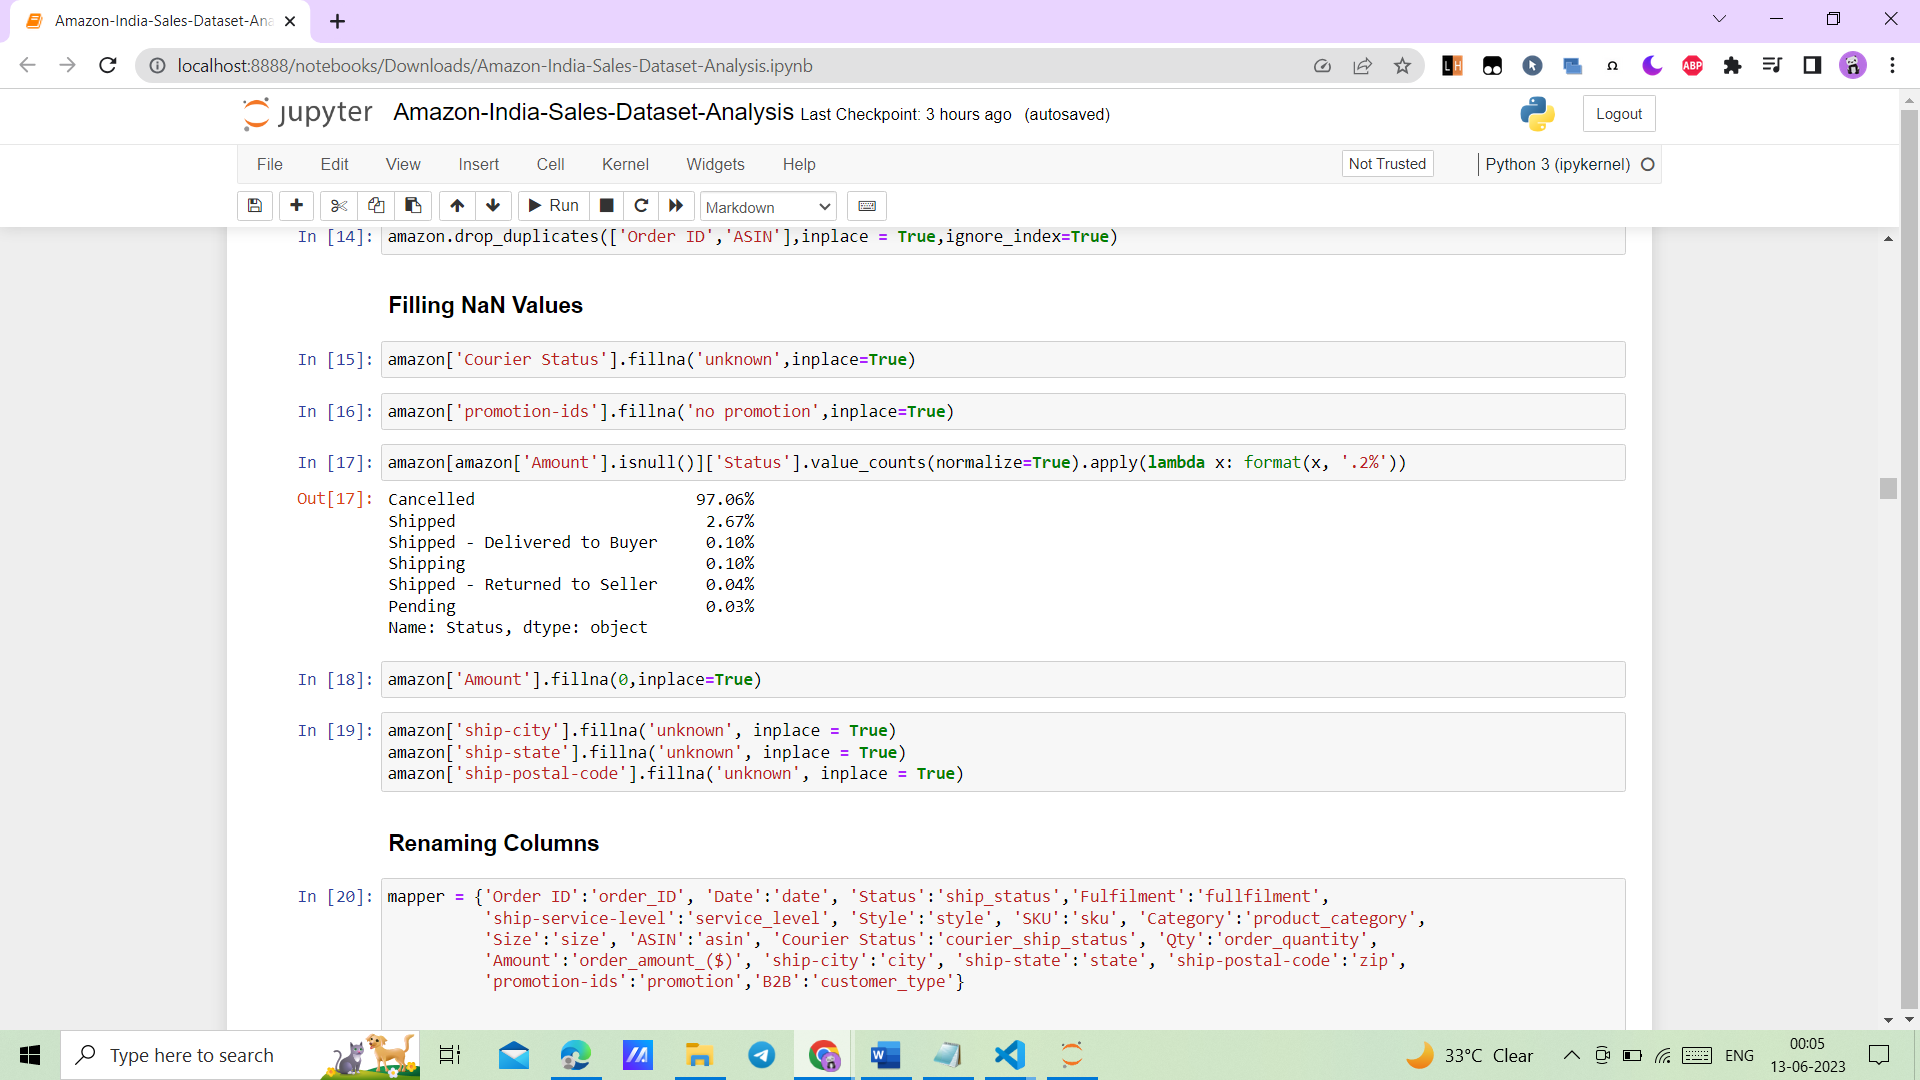 Amazon-India-Sales-Dataset-Ana
localhost:8888/notebooks/Downloads/Amazon-India-Sales-Dataset-Analysis.ipynb
LH
ABP
jupyter Amazon-India-Sales-Dataset-Analysis Last Checkpoint: 3 hours ago (autosaved)
Logout
File Edit View Insert Cell Kernel Widgets Help
Not Trusted
Python 3 (ipykernel)
Run
Markdown
In [14]: amazon.drop_duplicates(['Order ID','ASIN'],inplace = True,ignore_index=True)
Filling NaN Values
In [15]: amazon['Courier Status'].fillna('unknown',inplace=True)
In [16]: amazon['promotion-ids'].fillna('no promotion',inplace=True)
In [17]: amazon[amazon['Amount'].isnull()]['Status'].value_counts(normalize=True).apply(lambda x: format(x, '.2%'))
Out[17]: Cancelled 97.06%
Shipped 2.67%
Shipped - Delivered to Buyer 0.10%
Shipping 0.10%
Shipped - Returned to Seller 0.04%
Pending 0.03%
Name: Status, dtype: object
In [18]: amazon['Amount'].fillna(0,inplace=True)
In [19]: amazon['ship-city'].fillna('unknown', inplace = True)
amazon['ship-state'].fillna('unknown', inplace = True)
amazon['ship-postal-code'].fillna('unknown', inplace = True)
Renaming Columns
In [20]: mapper = {'Order ID':'order_ID', 'Date':'date', 'Status':'ship_status','Fulfilment':'fullfilment',
'ship-service-level':'service_level', 'Style':'style', 'SKU':'sku', 'Category':'product_category',
'Size':'size', 'ASIN':'asin', 'Courier Status':'courier_ship_status', 'Qty':'order_quantity',
'Amount':'order_amount_($)', 'ship-city':'city', 'ship-state':'state', 'ship-postal-code':'zip',
'promotion-ids':'promotion','B2B':'customer_type'}
Type here to search
33°C Clear
ENG
00:05
13-06-2023